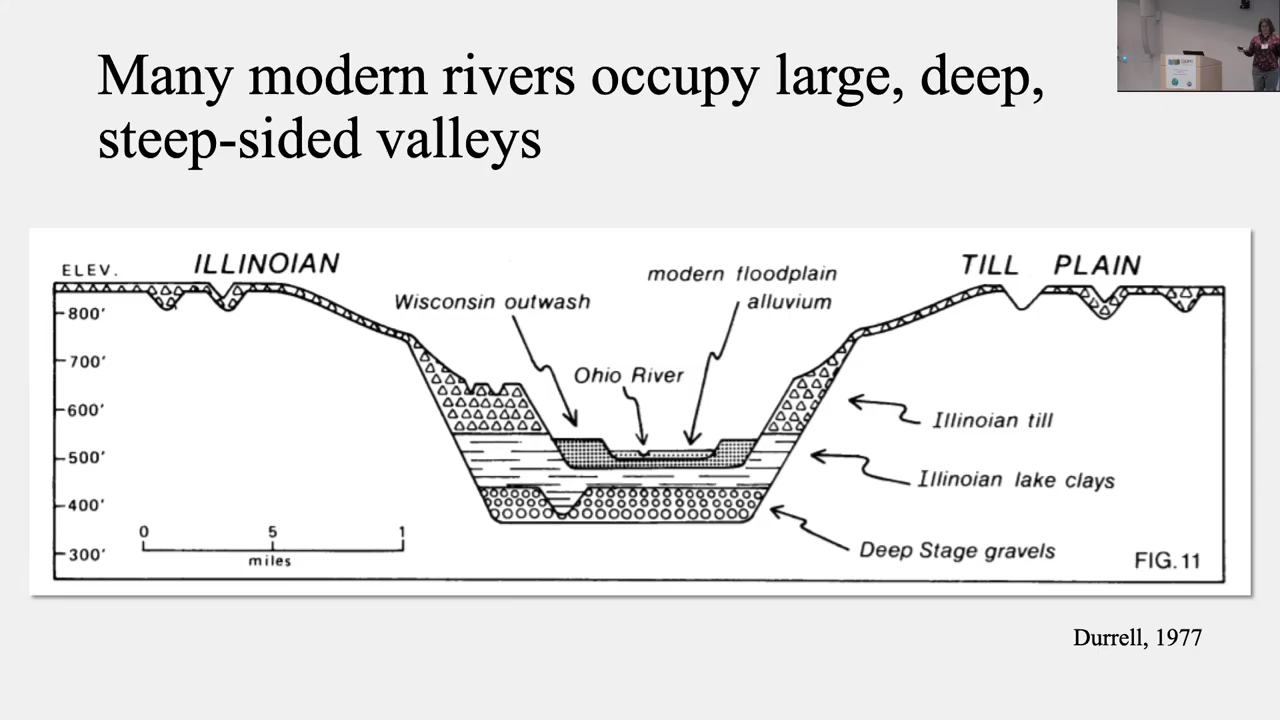 Many modern rivers occupy large, deep,
steep-sided valleys
ELEV.
ILLINOIAN
TILL PLAIN
modern floodplain
alluvium
Wisconsin outwash
Ohio River
800'
700'
600'
500'
400'
300'
Illinoian till
Illinoian lake clays
Deep Stage gravels
0 5 1
miles
FIG. 11
Durrell, 1977